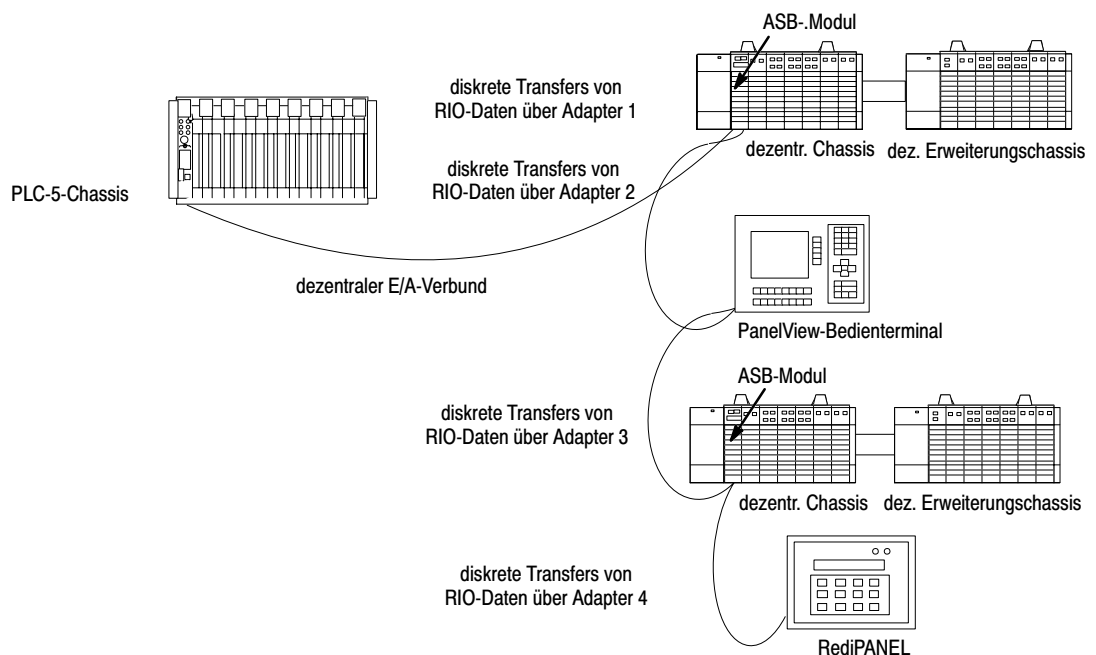 ASB-.Modul
diskrete Transfers von
RIO-Daten über Adapter 1
dezentr. Chassis
dez. Erweiterungschassis
diskrete Transfers von
RIO-Daten über Adapter 2
PLC-5-Chassis
dezentraler E/A-Verbund
PanelView-Bedienterminal
ASB-Modul
diskrete Transfers von
RIO-Daten über Adapter 3
dezentr. Chassis
dez. Erweiterungschassis
diskrete Transfers von
RIO-Daten über Adapter 4
RediPANEL